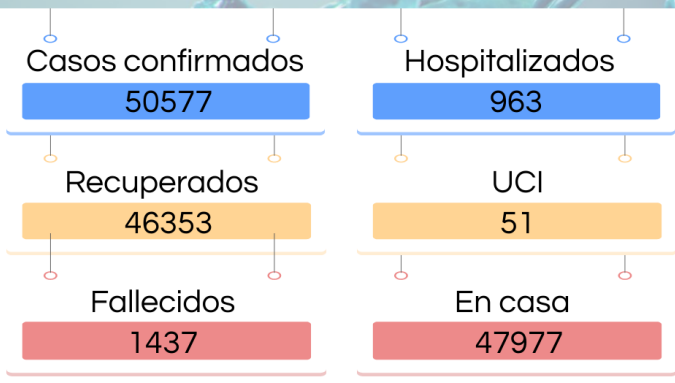 Casos confirmados
50577
Hospitalizados
963
Recuperados
46353
UCI
51
Fallecidos
1437
En casa
47977